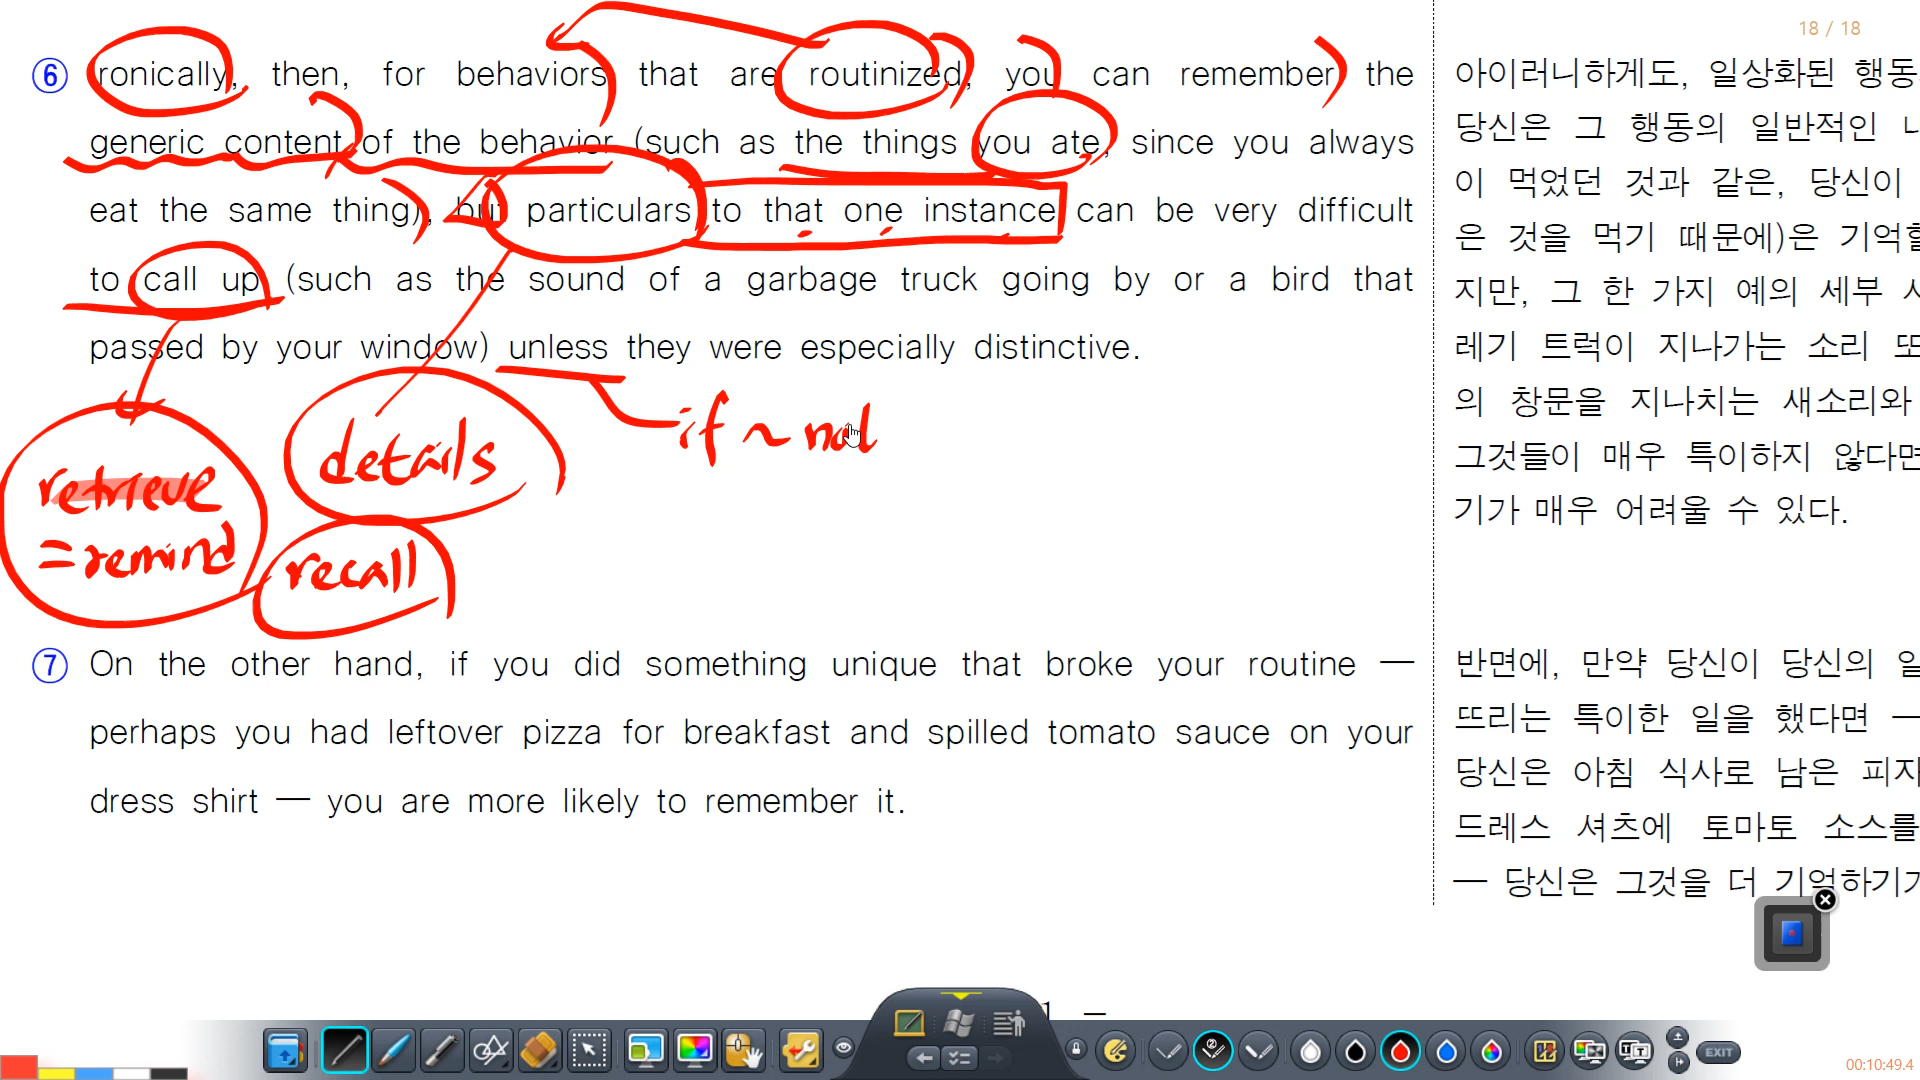 18 / 18
⑥ Ironically, then, for behaviors that are routinized, you can remember the
generic content of the behavior (such as the things you ate, since you always
eat the same thing), but particulars to that one instance can be very difficult
to call up (such as the sound of a garbage truck going by or a bird that
passed by your window) unless they were especially distinctive.
아이러니하게도, 일상화된 행동
당신은 그 행동의 일반적인 내
이 먹었던 것과 같은, 당신이
은 것을 먹기 때문에)은 기억할
지만, 그 한 가지 예의 세부 사
레기 트럭이 지나가는 소리 또
의 창문을 지나치는 새소리와
그것들이 매우 특이하지 않다면
기가 매우 어려울 수 있다.
if ~ not
details
retrieve
=remind
recall
⑦ On the other hand, if you did something unique that broke your routine —
perhaps you had leftover pizza for breakfast and spilled tomato sauce on your
dress shirt — you are more likely to remember it.
반면에, 만약 당신이 당신의 일
뜨리는 특이한 일을 했다면 —
당신은 아침 식사로 남은 피자
드레스 셔츠에 토마토 소스를
— 당신은 그것을 더 기억하기가
EXIT
00:10:49.4